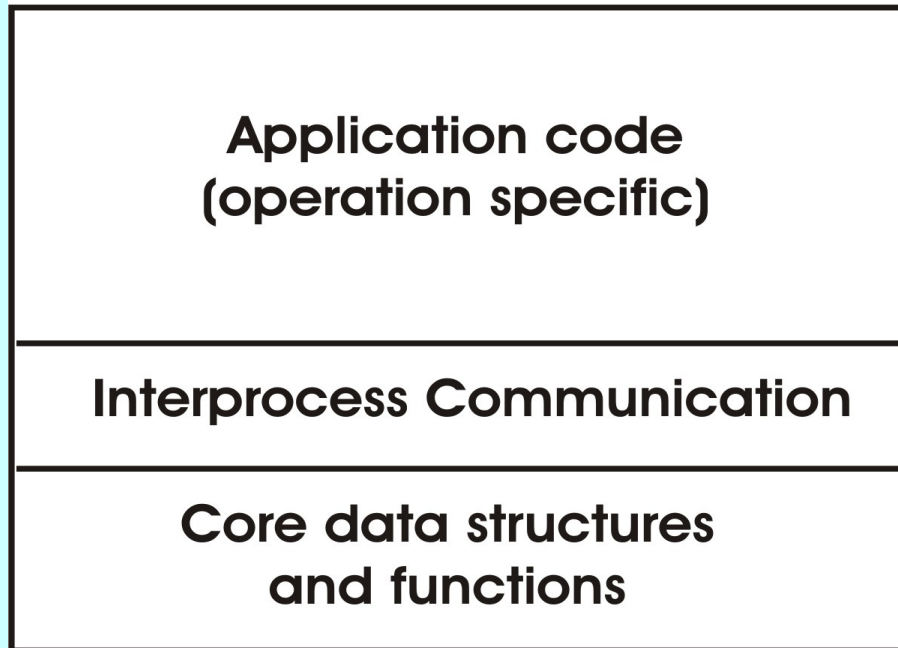 Application code
(operation specific)
Interprocess Communication
Core data structures
and functions